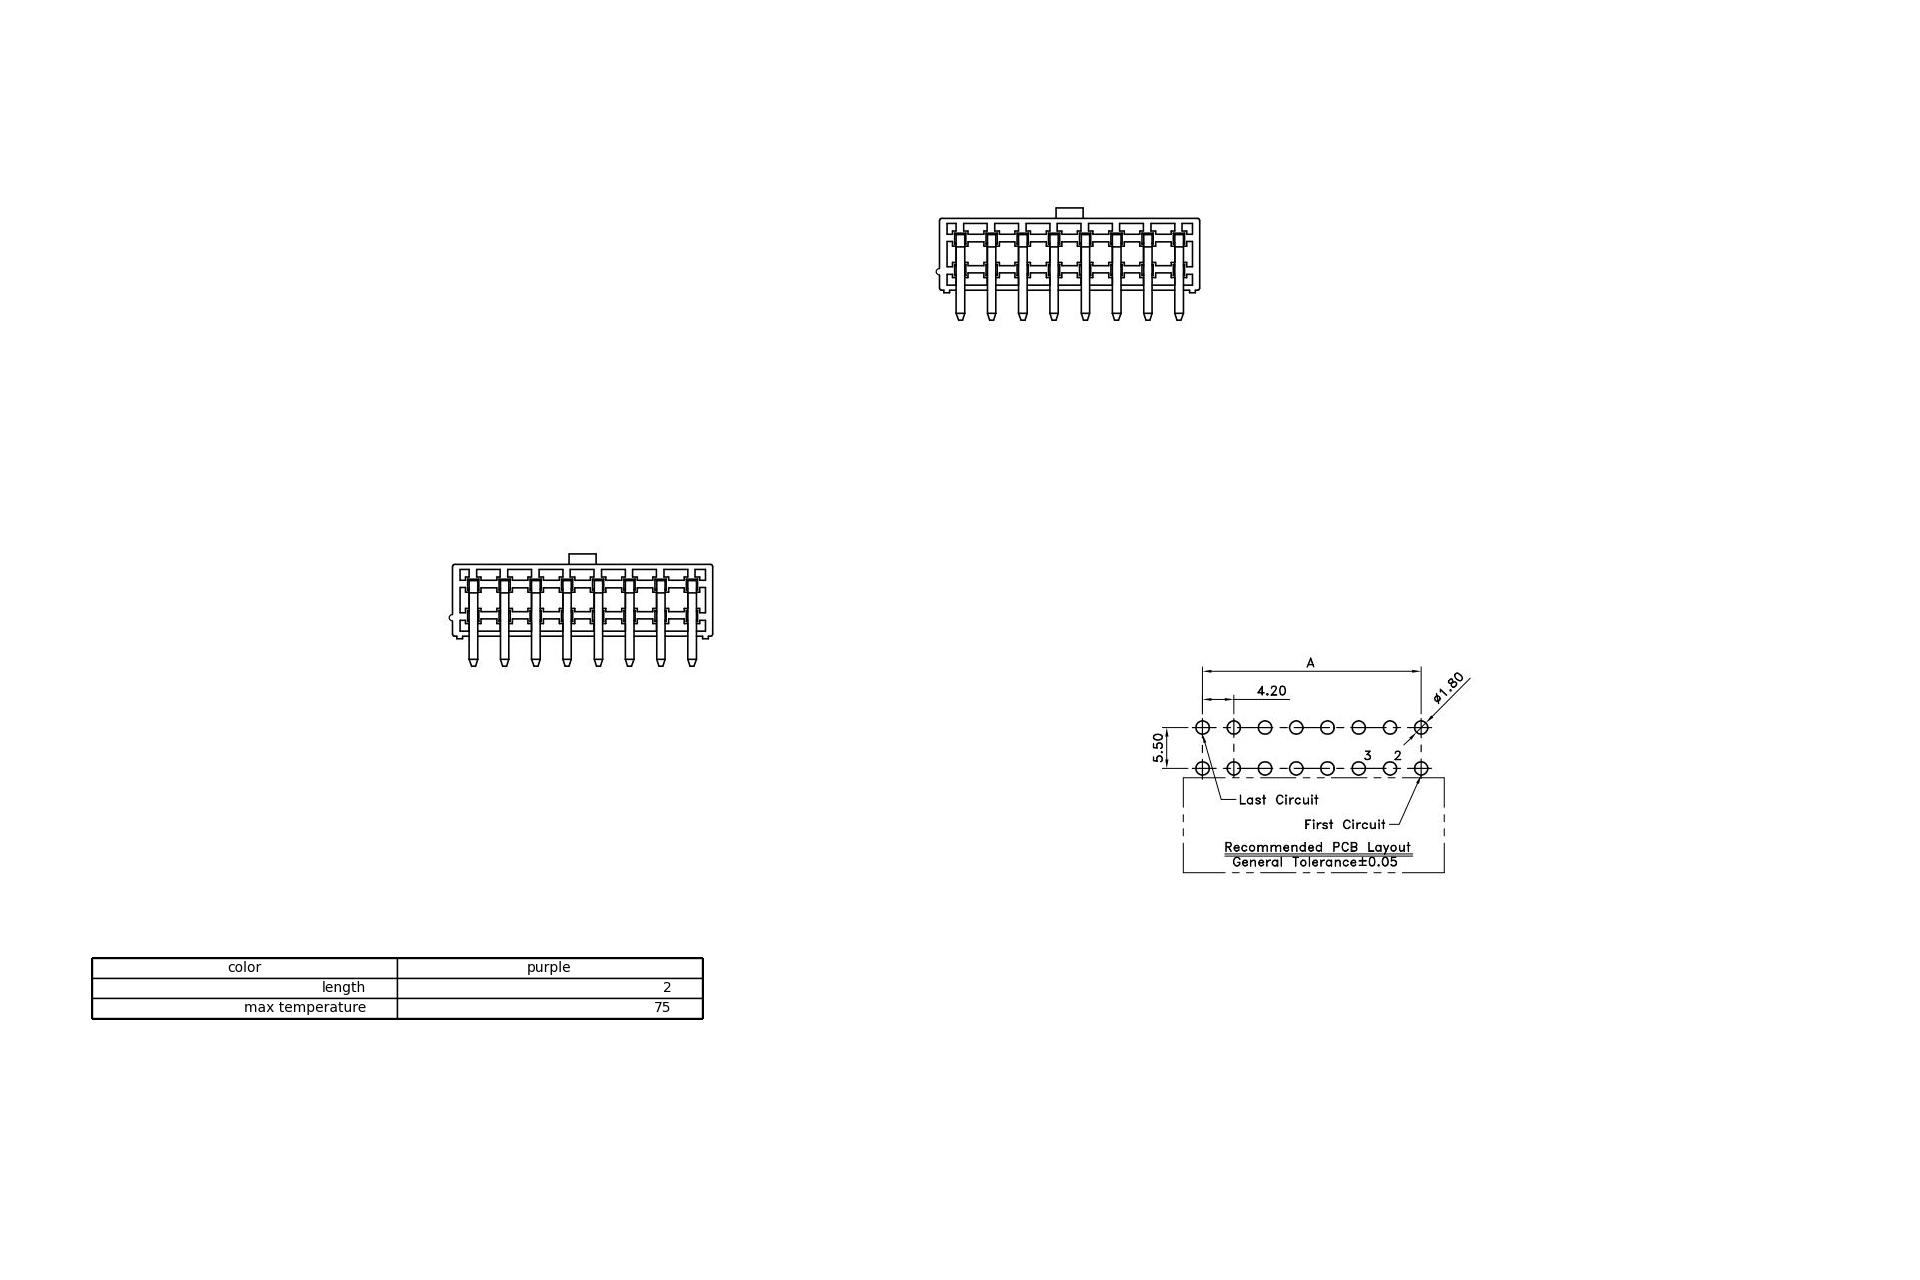 A
4.20
ø1.80
5.50
3 2
Last Circuit
First Circuit
Recommended PCB Layout
General Tolerance±0.05
color purple
length 2
max temperature 75